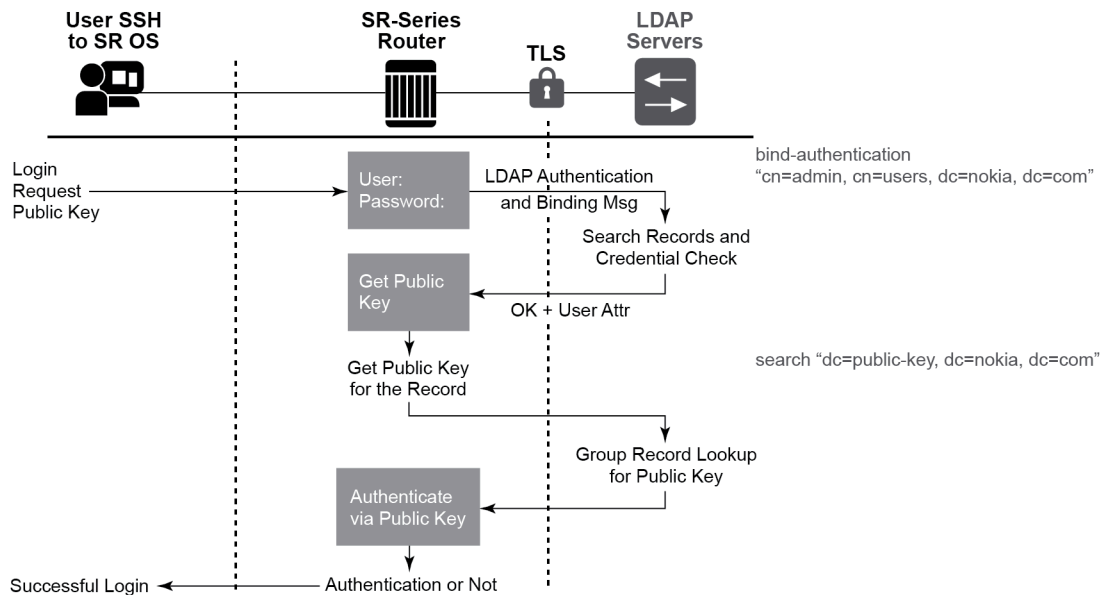 User SSH
to SR OS
SR-Series
Router
TLS
LDAP
Servers
Login
Request
Public Key
User:
Password:
LDAP Authentication
and Binding Msg
bind-authentication
“cn=admin, cn=users, dc=nokia, dc=com”
Search Records and
Credential Check
Get Public
Key
OK + User Attr
Get Public Key
for the Record
search “dc=public-key, dc=nokia, dc=com”
Group Record Lookup
for Public Key
Authenticate
via Public Key
Successful Login
Authentication or Not